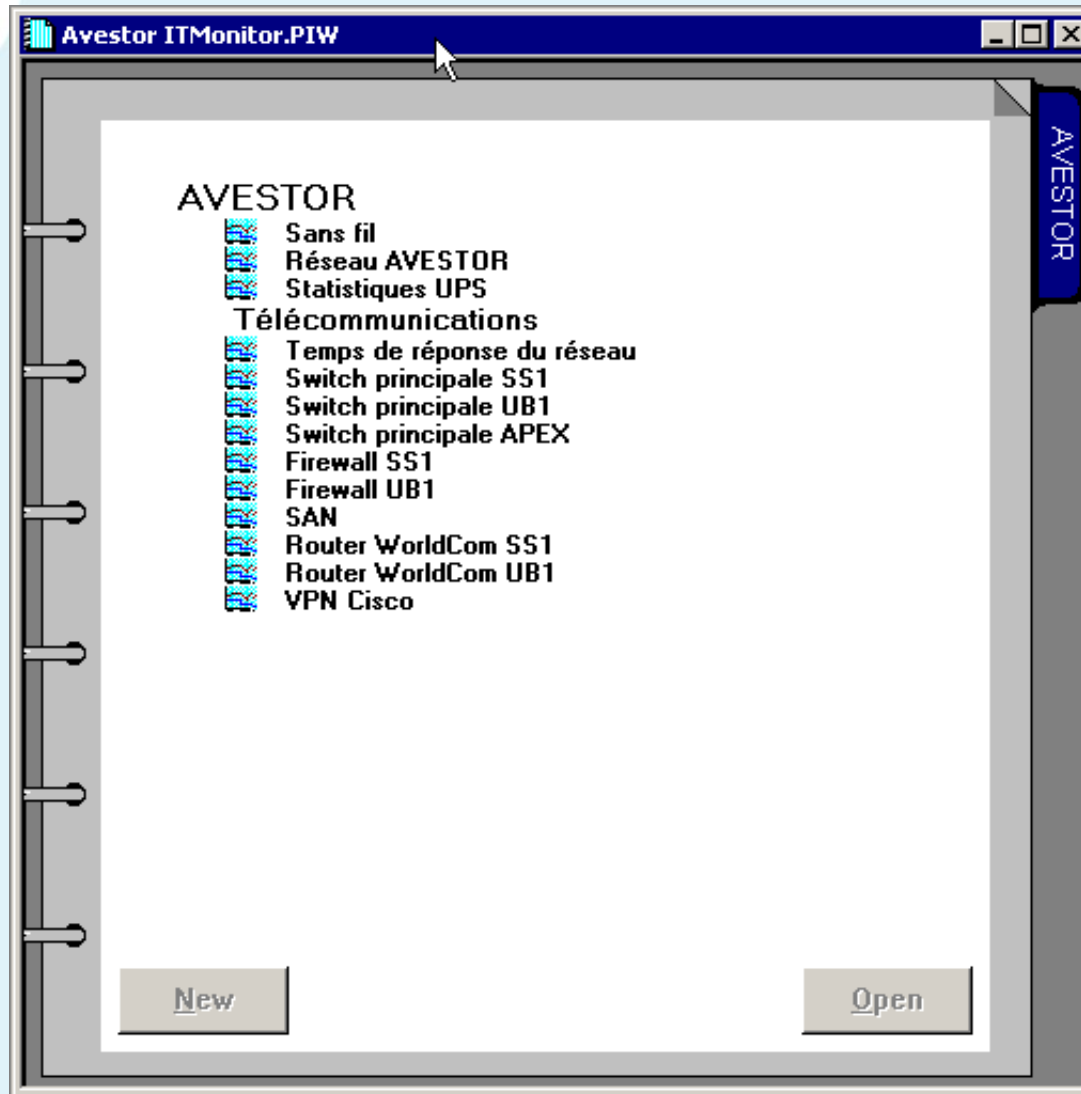 Avestor ITMonitor.PIW
AVESTOR
AVESTOR
Sans fil
Réseau AVESTOR
Statistiques UPS
Télécommunications
Temps de réponse du réseau
Switch principale SS1
Switch principale UB1
Switch principale APEX
Firewall SS1
Firewall UB1
SAN
Router WorldCom SS1
Router WorldCom UB1
VPN Cisco
New
Open